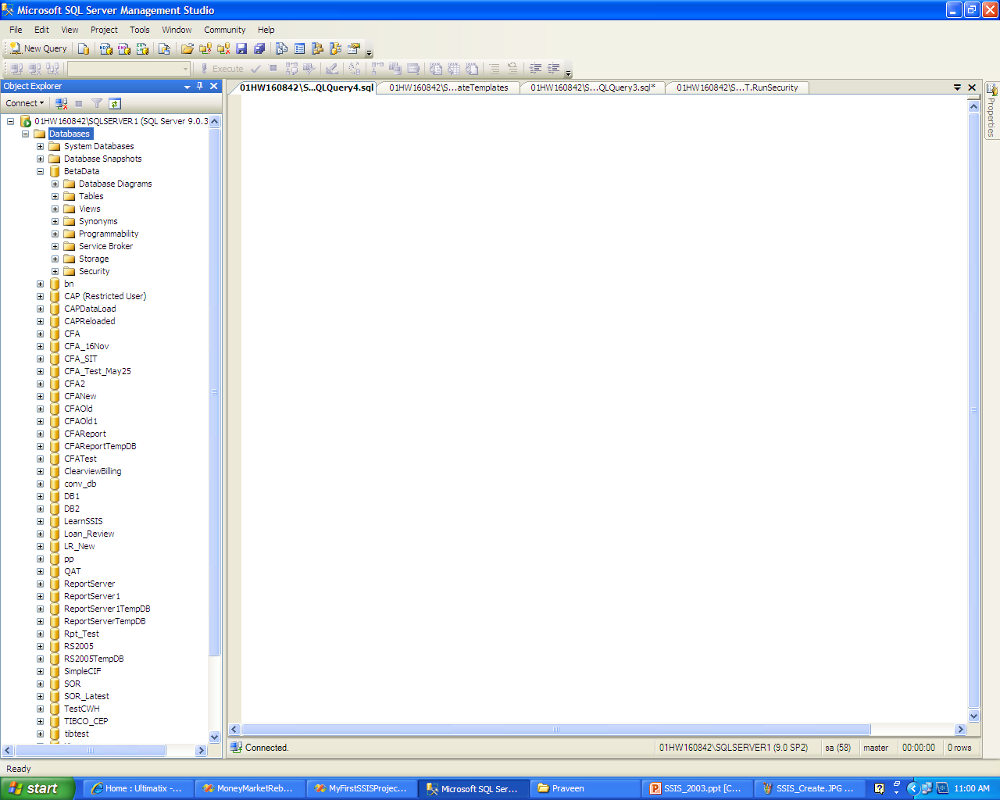 Microsoft SQL Server Management Studio
File Edit View Project Tools Window Community Help
New Query
Execute
Object Explorer
01HW160842\S...QLQuery4.sql 01HW160842\S...ateTemplates 01HW160842\S...QLQuery3.sql* 01HW160842\S...T.RunSecurity
Connect
Properties
01HW160842\SQLSERVER1 (SQL Server 9.0.3
Databases
System Databases
Database Snapshots
BetaData
Database Diagrams
Tables
Views
Synonyms
Programmability
Service Broker
Storage
Security
bn
CAP (Restricted User)
CAPDataLoad
CAPReloaded
CFA
CFA_16Nov
CFA_SIT
CFA_Test_May25
CFA2
CFANew
CFAOld
CFAOld1
CFAReport
CFAReportTempDB
CFATest
ClearviewBilling
conv_db
DB1
DB2
LearnSSIS
Loan_Review
LR_New
pp
QAT
ReportServer
ReportServer1
ReportServer1TempDB
ReportServerTempDB
Rpt_Test
RS2005
RS2005TempDB
SimpleCIF
SOR
SOR_Latest
TestCWH
TIBCO_CEP
tibtest
Connected. 01HW160842\SQLSERVER1 (9.0 SP2) sa (58) master 00:00:00 0 rows
Ready
start Home : Ultimatix -... MoneyMarketReb... MyFirstSSISProjec... Microsoft SQL Ser... Praveen SSIS_2003.ppt [C... SSIS_Create.JPG ... 11:00 AM